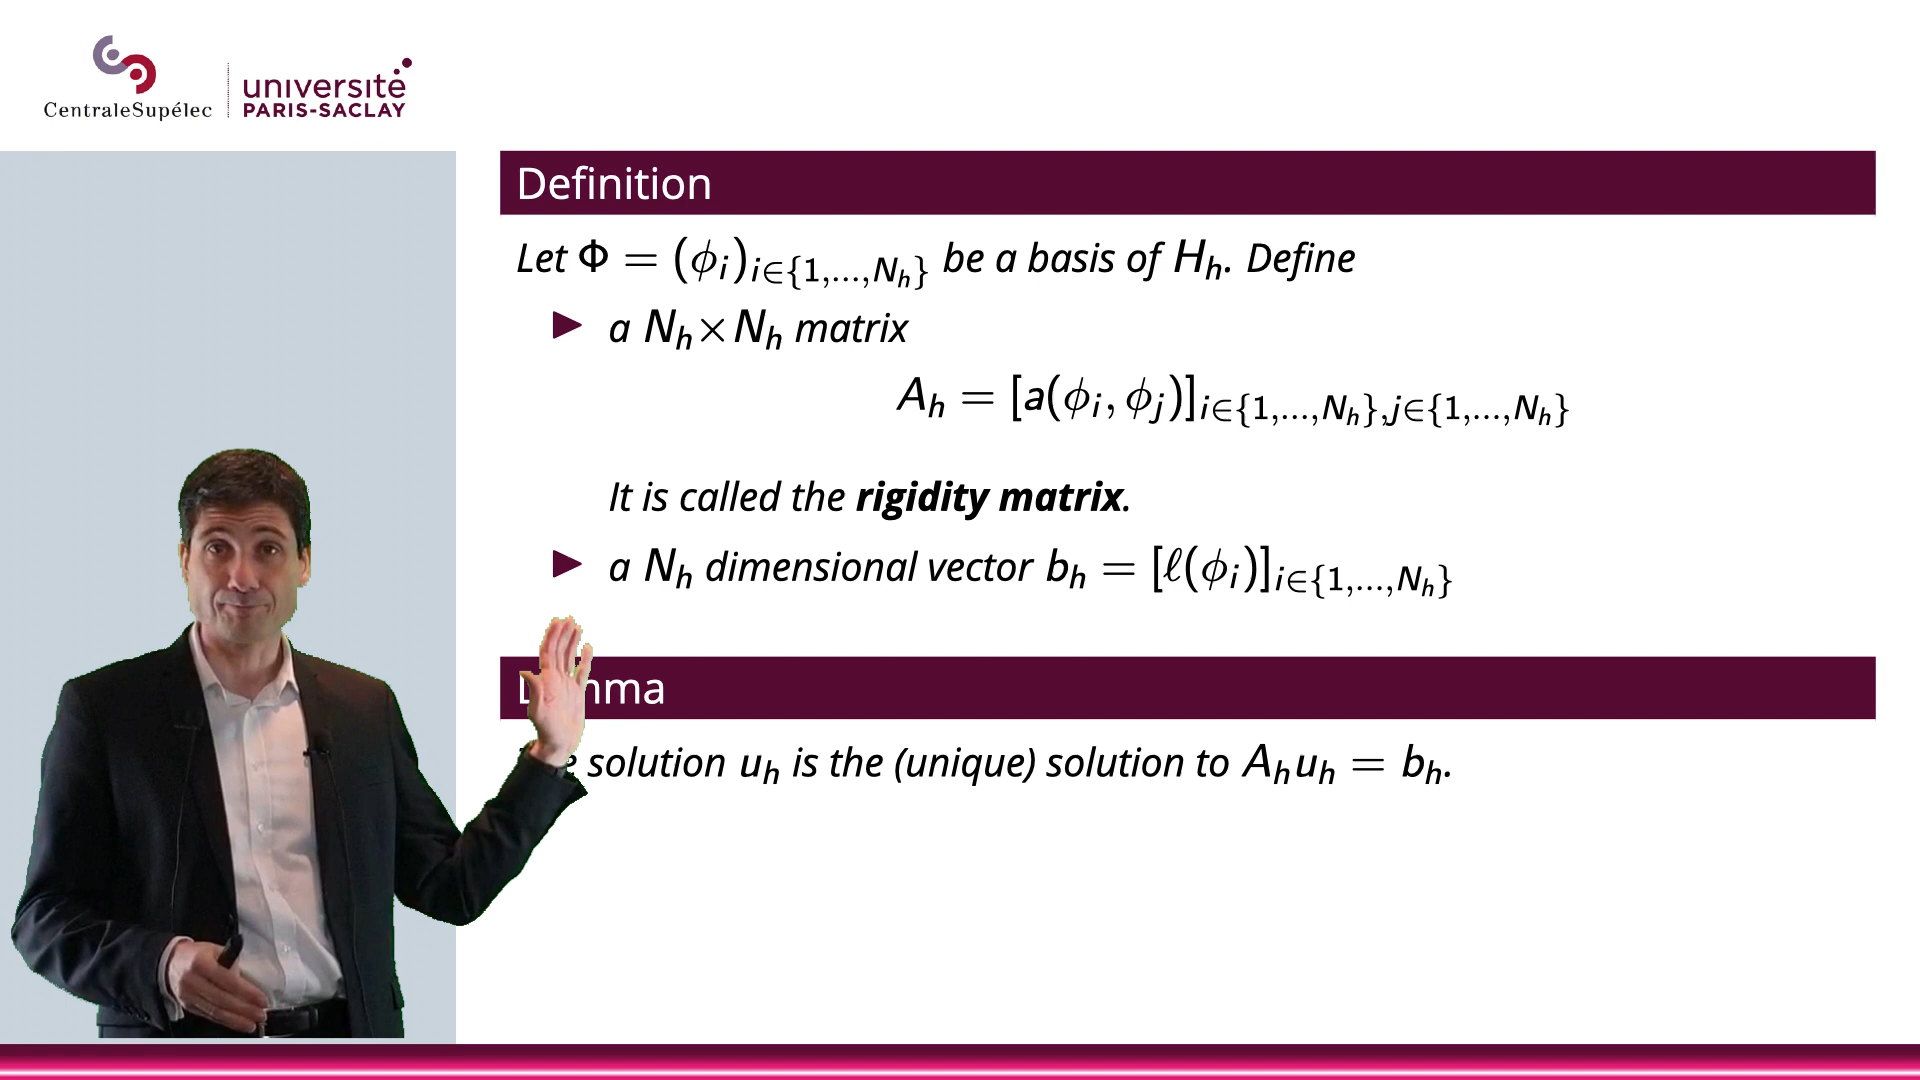 CentraleSupélec
université
PARIS-SACLAY
Definition
Let Φ = (ϕᵢ)_{i∈{1,...,N_h}} be a basis of H_h. Define
a N_h×N_h matrix
A_h = [a(ϕ_i, ϕ_j)]_{i∈{1,...,N_h},j∈{1,...,N_h}}
It is called the rigidity matrix.
a N_h dimensional vector b_h = [ℓ(ϕ_i)]_{i∈{1,...,N_h}}
solution u_h is the (unique) solution to A_h u_h = b_h.